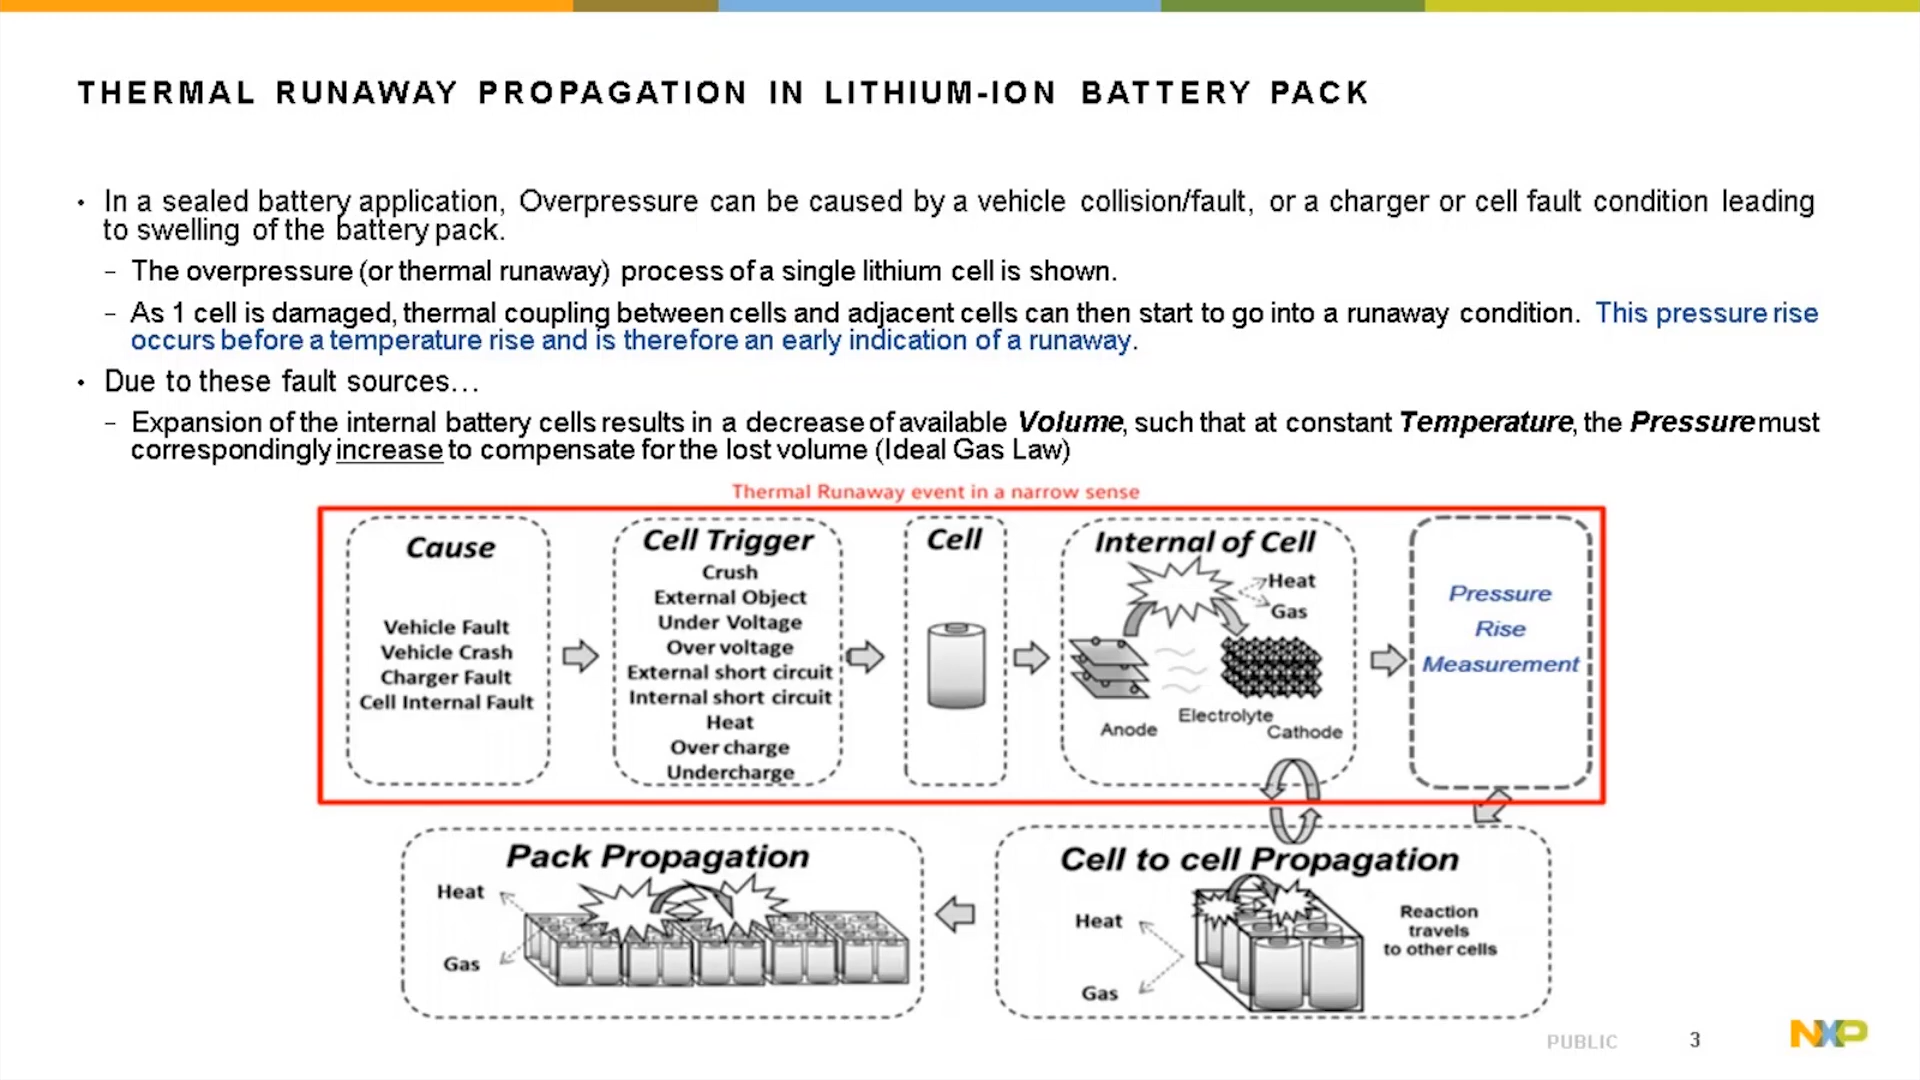 THERMAL RUNAWAY PROPAGATION IN LITHIUM-ION BATTERY PACK
• In a sealed battery application, Overpressure can be caused by a vehicle collision/fault, or a charger or cell fault condition leading
to swelling of the battery pack.
– The overpressure (or thermal runaway) process of a single lithium cell is shown.
– As 1 cell is damaged, thermal coupling between cells and adjacent cells can then start to go into a runaway condition. This pressure rise
occurs before a temperature rise and is therefore an early indication of a runaway.
• Due to these fault sources…
– Expansion of the internal battery cells results in a decrease of available Volume, such that at constant Temperature, the Pressure must
correspondingly increase to compensate for the lost volume (Ideal Gas Law)
Thermal Runaway event in a narrow sense
Cause
Vehicle Fault
Vehicle Crash
Charger Fault
Cell Internal Fault
Cell Trigger
Crush
External Object
Under Voltage
Over voltage
External short circuit
Internal short circuit
Heat
Over charge
Undercharge
Cell
Internal of Cell
Heat
Gas
Anode
Electrolyte
Cathode
Pressure
Rise
Measurement
Pack Propagation
Heat
Gas
Cell to cell Propagation
Heat
Gas
Reaction
travels
to other cells
PUBLIC
3
NXP